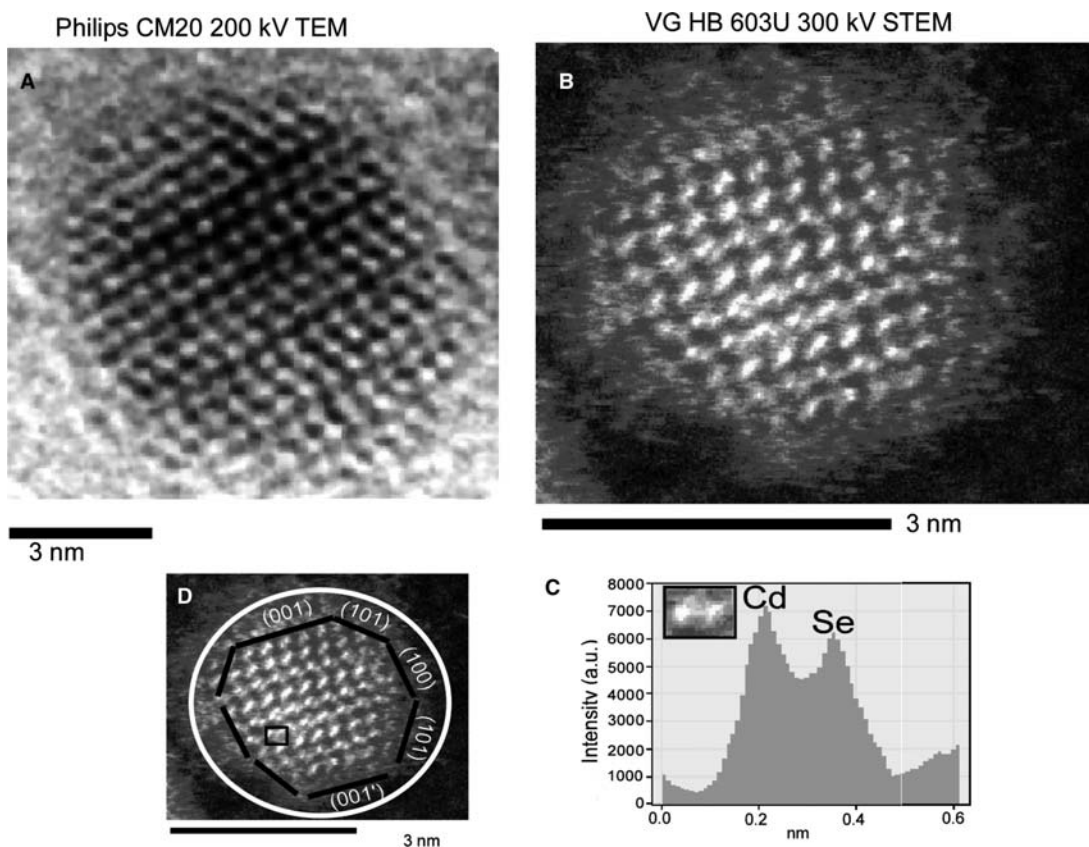 Philips CM20 200 kV TEM
VG HB 603U 300 kV STEM
A
B
3 nm
3 nm
D
(001)
(101)
(100)
(101)
(001')
3 nm
C
Cd
Se
Intensity (a.u.)
8000
7000
6000
5000
4000
3000
2000
1000
0
0.0
0.2
0.4
0.6
nm